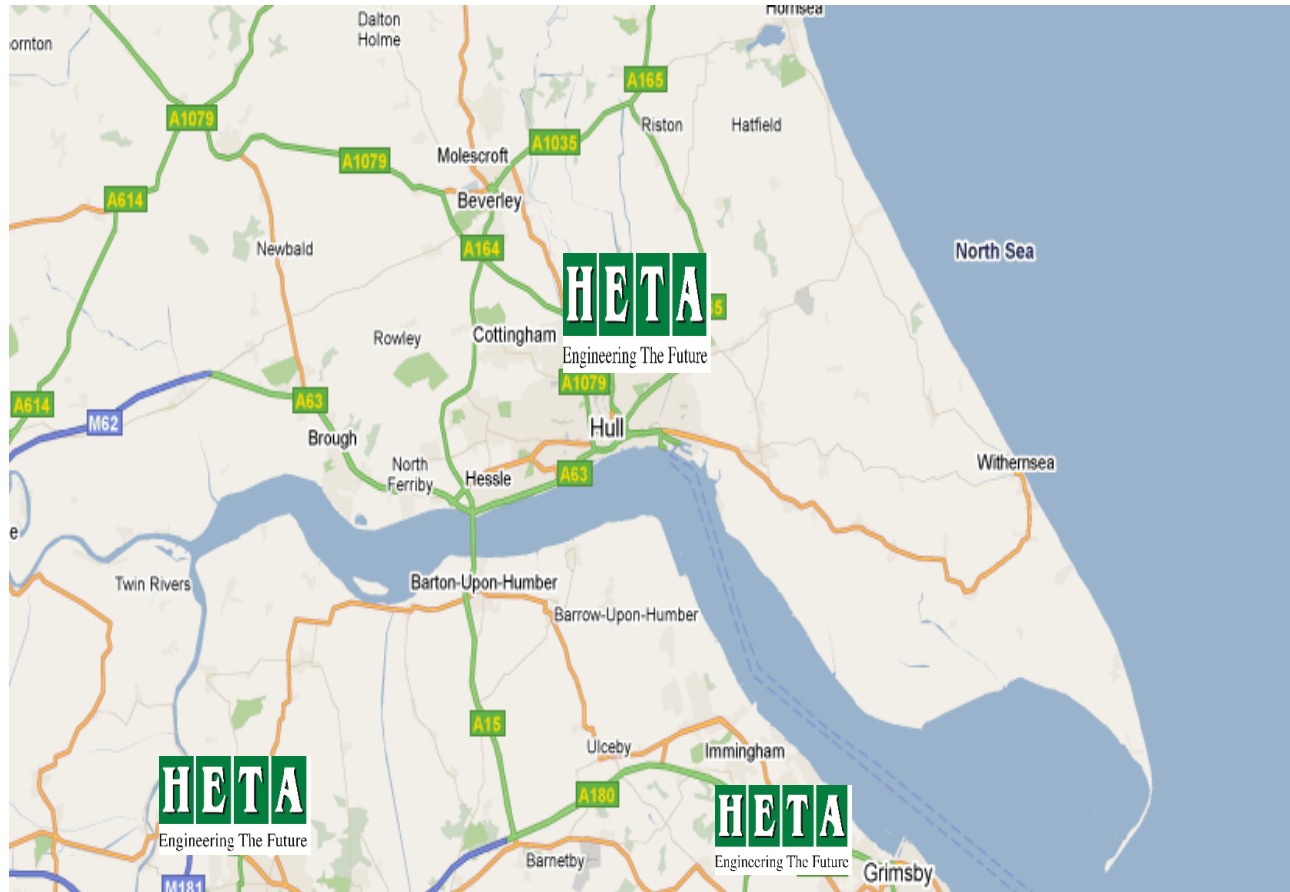 Hornsea
Dalton
Holme
ornton
A165
A1079
Riston
Hatfield
A1035
Molescroft
A1079
A614
Beverley
Newbald
A164
North Sea
HETA
Engineering The Future
5
Rowley
Cottingham
A1079
A63
A614
M62
Hull
Brough
North
Ferriby
Hessle
A63
Withernsea
e
Twin Rivers
Barton-Upon-Humber
Barrow-Upon-Humber
A15
Ulceby
Immingham
HETA
Engineering The Future
A180
HETA
Engineering The Future
Barnetby
Grimsby
M181